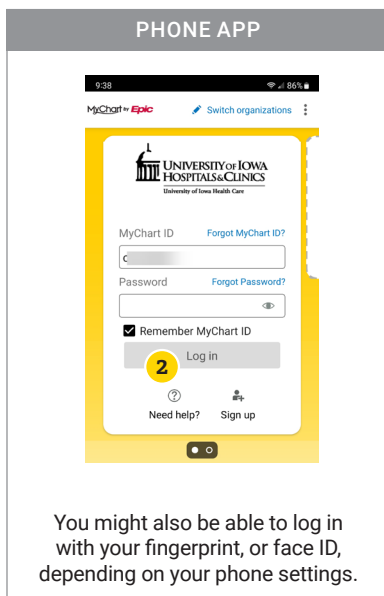 PHONE APP
9:38 86%
MyChart by Epic Switch organizations
UNIVERSITY OF IOWA
HOSPITALS & CLINICS
University of Iowa Health Care
MyChart ID Forgot MyChart ID?
Password Forgot Password?
Remember MyChart ID
Log in
2
Need help? Sign up
You might also be able to log in
with your fingerprint, or face ID,
depending on your phone settings.